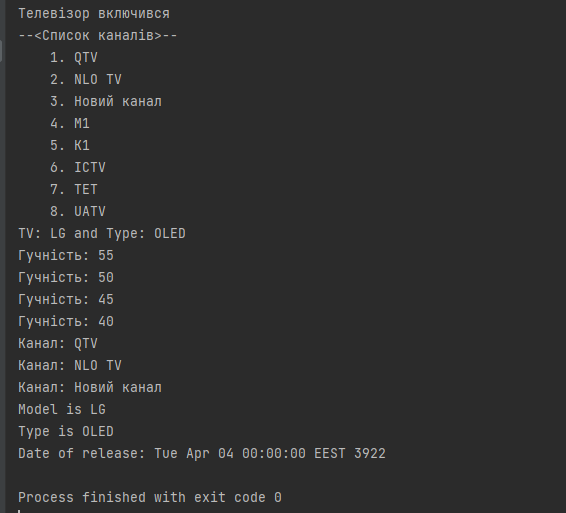 Телевізор включився
--<Список каналів>--
1. QTV
2. NLO TV
3. Новий канал
4. M1
5. K1
6. ICTV
7. TET
8. UATV
TV: LG and Type: OLED
Гучність: 55
Гучність: 50
Гучність: 45
Гучність: 40
Канал: QTV
Канал: NLO TV
Канал: Новий канал
Model is LG
Type is OLED
Date of release: Tue Apr 04 00:00:00 EEST 3922
Process finished with exit code 0